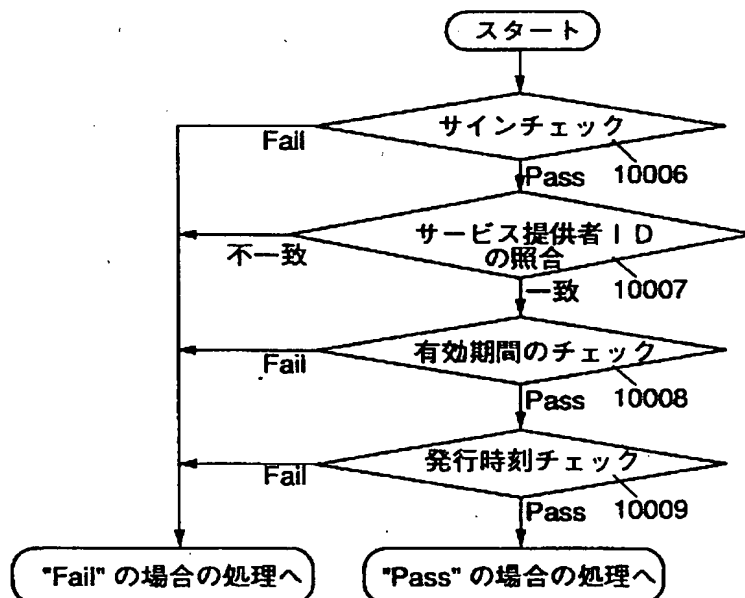 スタート
サインチェック
Fail
Pass
10006
サービス提供者ID
の照合
不一致
一致
10007
有効期間のチェック
Fail
Pass
10008
発行時刻チェック
Fail
Pass
10009
"Fail" の場合の処理へ
"Pass" の場合の処理へ